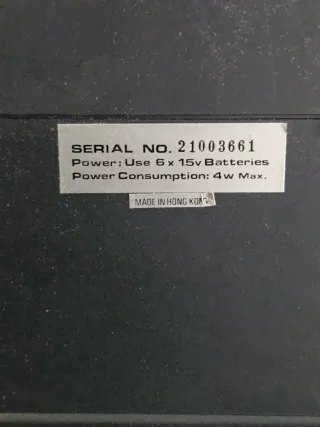 SERIAL NO. 21003661
Power: Use 6 x 15v Batteries
Power Consumption: 4w Max.
MADE IN HONG KONG